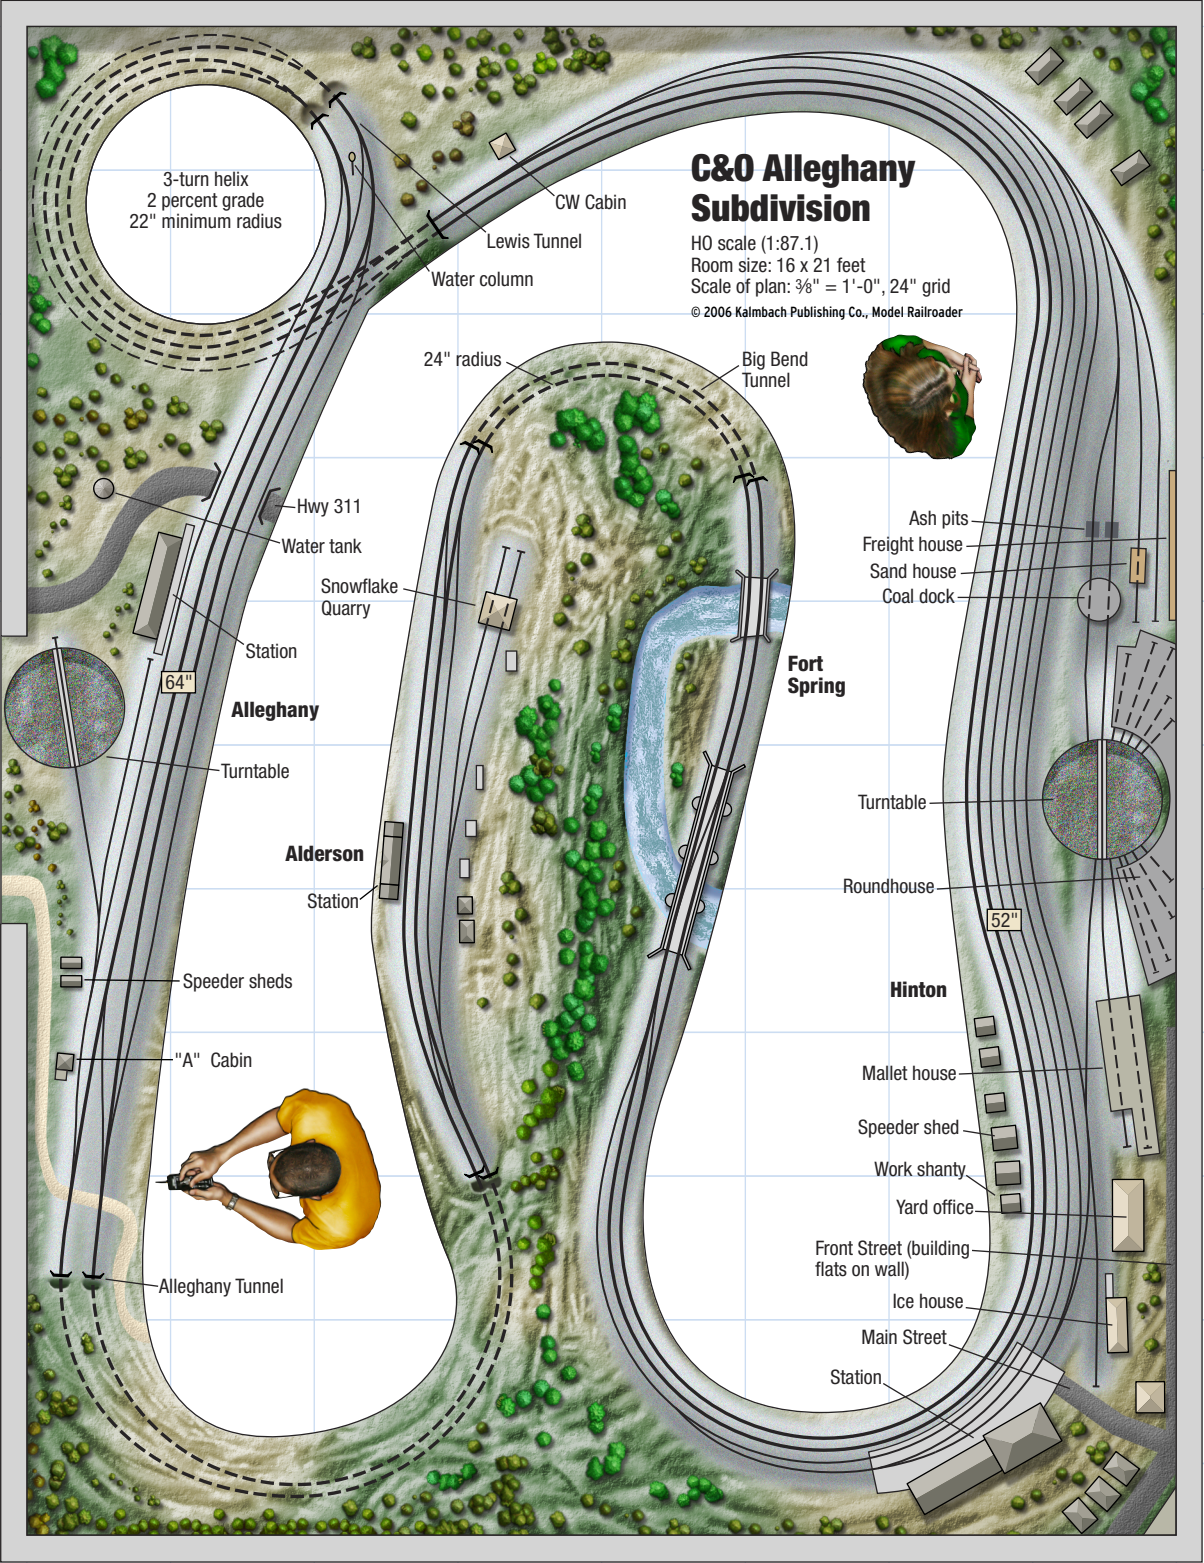 3-turn helix
2 percent grade
22" minimum radius
C&O Alleghany
Subdivision
HO scale (1:87.1)
Room size: 16 x 21 feet
Scale of plan: ⅜" = 1'-0", 24" grid
© 2006 Kalmbach Publishing Co., Model Railroader
CW Cabin
Lewis Tunnel
Water column
24" radius
Big Bend
Tunnel
Hwy 311
Water tank
Snowflake
Quarry
Station
64"
Alleghany
Turntable
Fort
Spring
Ash pits
Freight house
Sand house
Coal dock
Turntable
Alderson
Station
Roundhouse
52"
Speeder sheds
Hinton
"A" Cabin
Mallet house
Speeder shed
Work shanty
Yard office
Front Street (building
flats on wall)
Alleghany Tunnel
Ice house
Main Street
Station